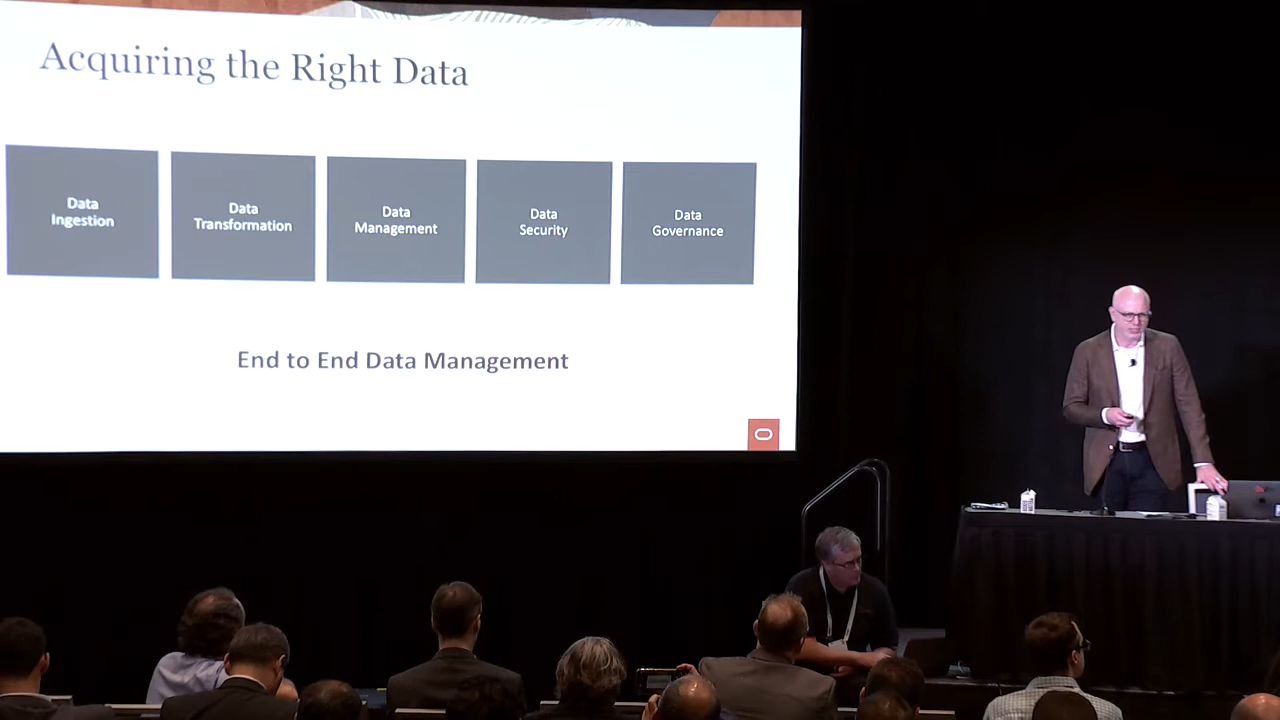 Acquiring the Right Data
Data
Ingestion
Data
Transformation
Data
Management
Data
Security
Data
Governance
End to End Data Management